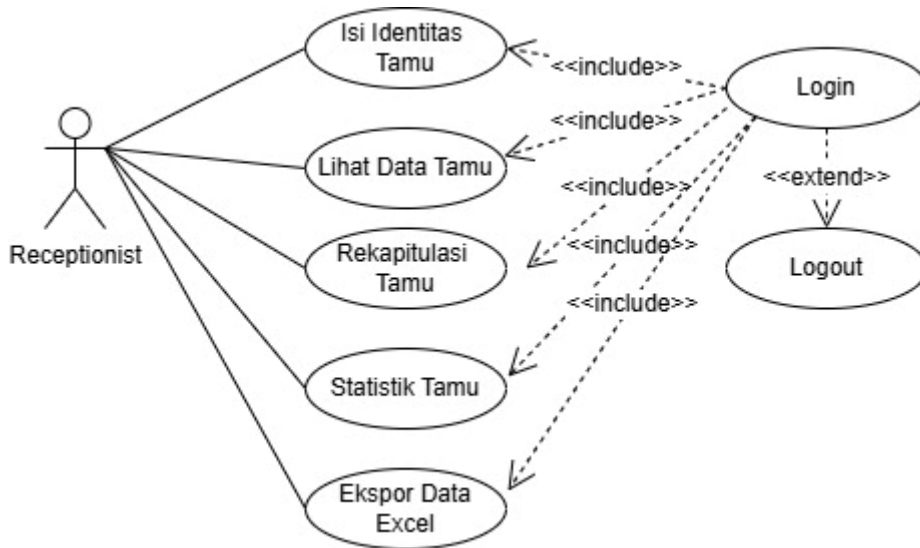 Isi Identitas
Tamu
<<include>>
Login
<<include>>
Lihat Data Tamu
<<include>>
<<extend>>
Receptionist
Rekapitulasi
Tamu
<<include>>
Logout
<<include>>
Statistik Tamu
Ekspor Data
Excel